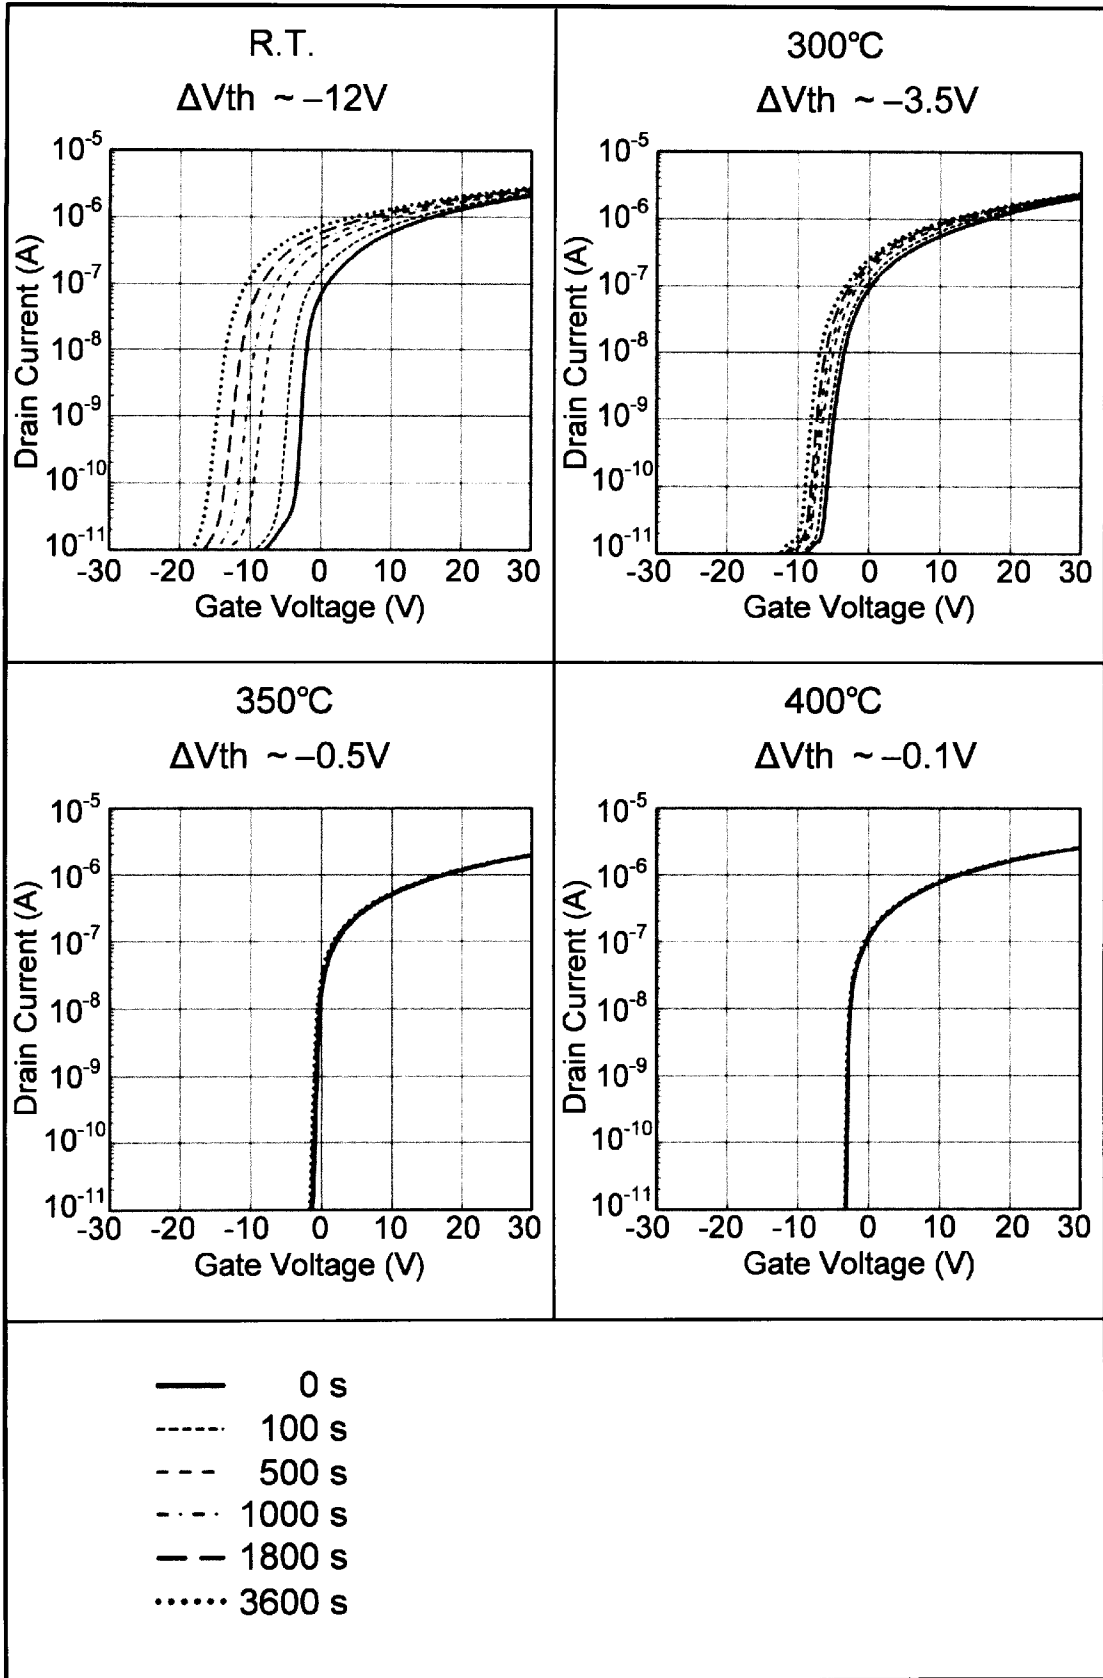 R.T.
ΔVth ~ −12V
10-5
10-6
10-7
10-8
10-9
10-10
10-11
Drain Current (A)
-30 -20 -10 0 10 20 30
Gate Voltage (V)
300℃
ΔVth ~ −3.5V
10-5
10-6
10-7
10-8
10-9
10-10
10-11
Drain Current (A)
-30 -20 -10 0 10 20 30
Gate Voltage (V)
350℃
ΔVth ~ −0.5V
10-5
10-6
10-7
10-8
10-9
10-10
10-11
Drain Current (A)
-30 -20 -10 0 10 20 30
Gate Voltage (V)
400℃
ΔVth ~ −0.1V
10-5
10-6
10-7
10-8
10-9
10-10
10-11
Drain Current (A)
-30 -20 -10 0 10 20 30
Gate Voltage (V)
0 s
100 s
500 s
1000 s
1800 s
3600 s